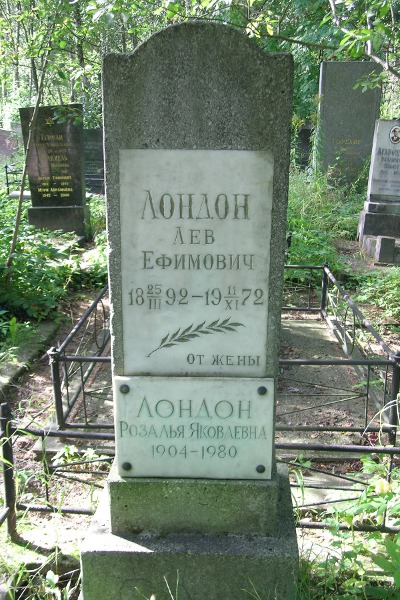 ЛОНДОН
ЛЕВ
ЕФИМОВИЧ
18 25/III 92–19 11/XI 72
ОТ ЖЕНЫ
ЛОНДОН
РОЗАЛЬЯ ЯКОВЛЕВНА
1904–1980